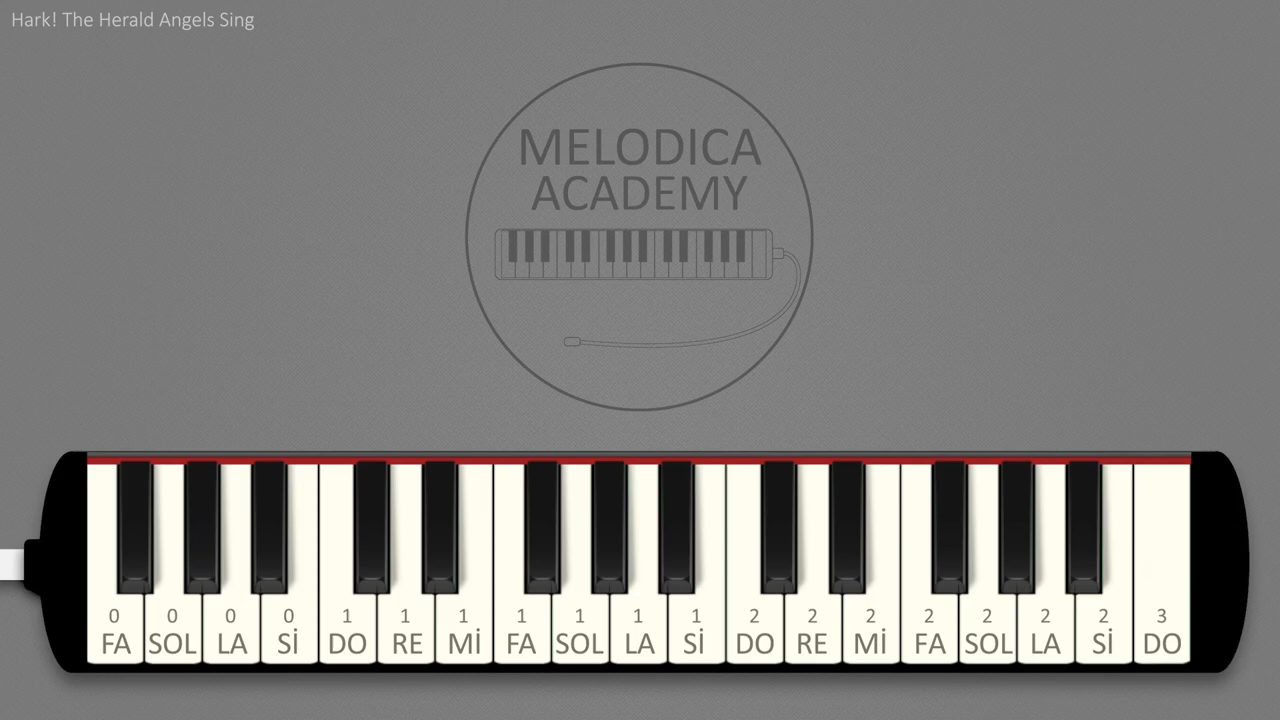 Hark! The Herald Angels Sing
MELODICA
ACADEMY
0 0 0 0 1 1 1 1 1 1 1 2 2 2 2 2 2 2 3
FA SOL LA Sİ DO RE Mİ FA SOL LA Sİ DO RE Mİ FA SOL LA Sİ DO